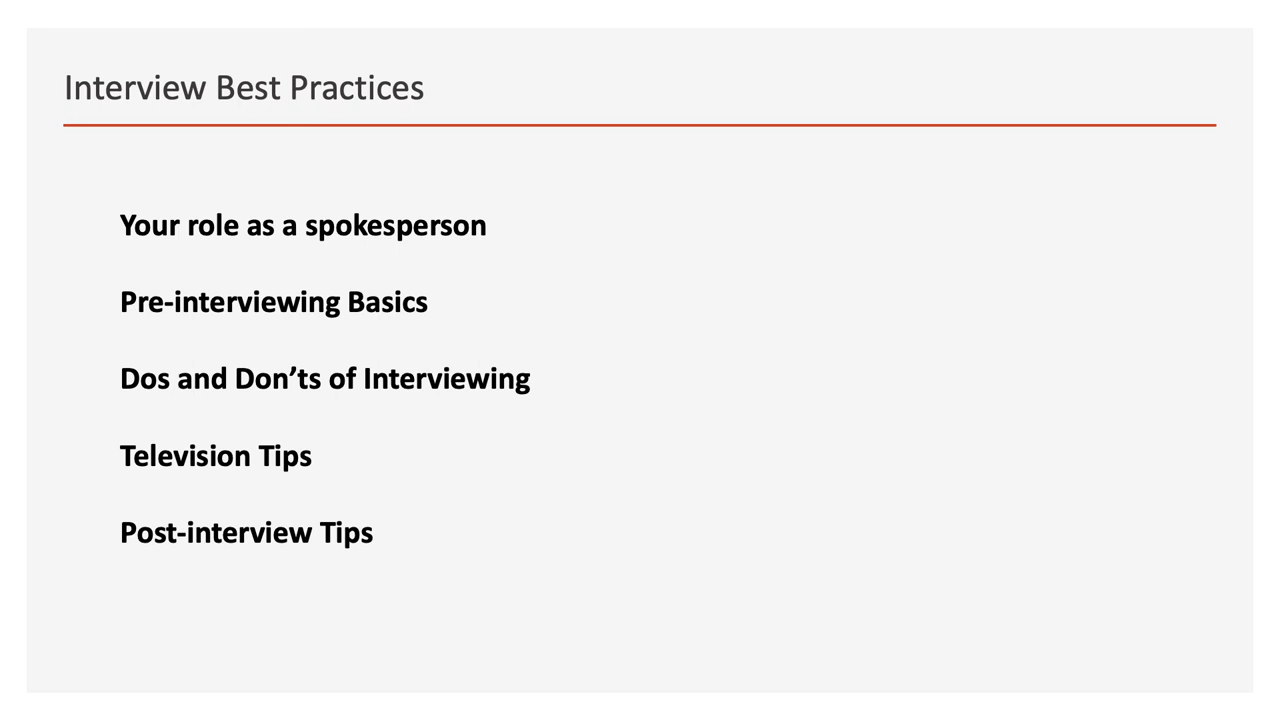 Interview Best Practices
Your role as a spokesperson
Pre-interviewing Basics
Dos and Don’ts of Interviewing
Television Tips
Post-interview Tips